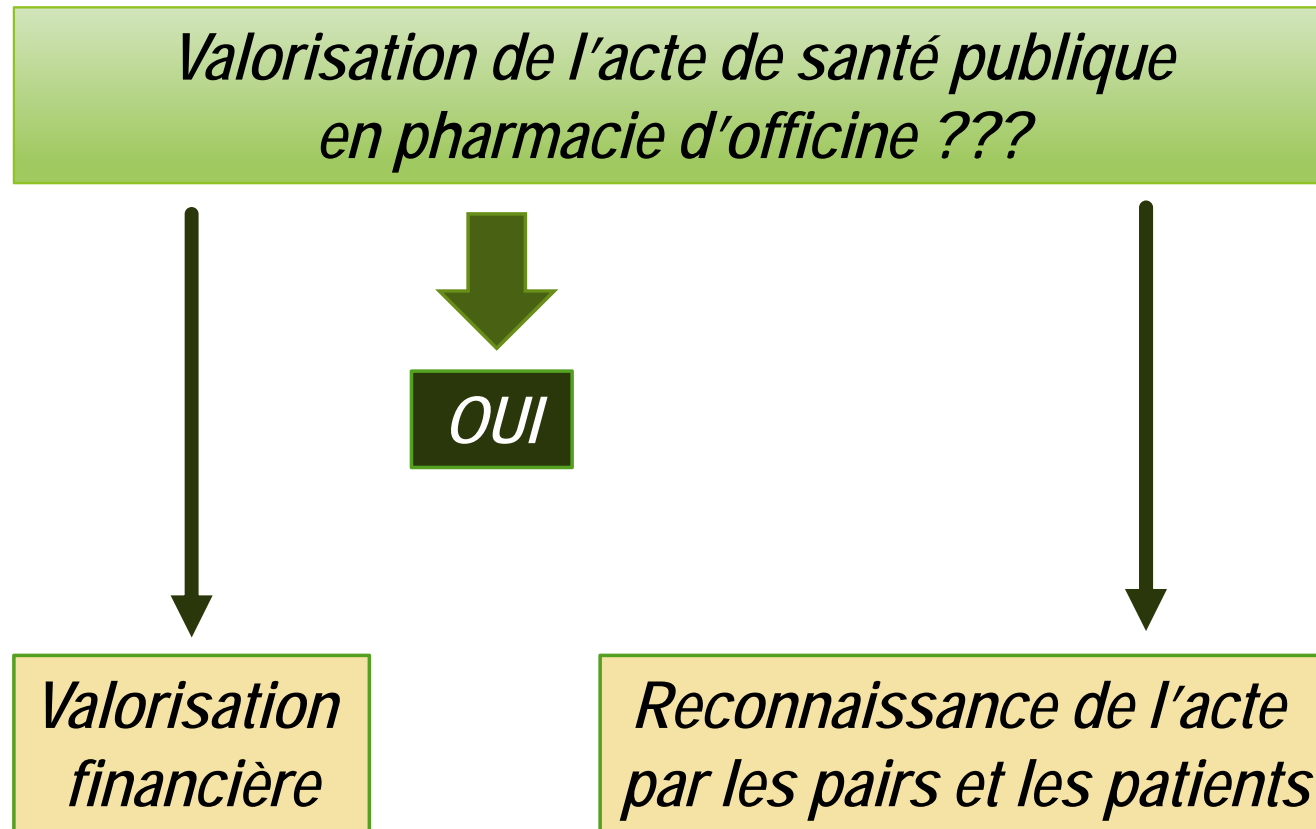 Valorisation de l’acte de santé publique
en pharmacie d’officine ???
OUI
Valorisation
financière
Reconnaissance de l’acte
par les pairs et les patients